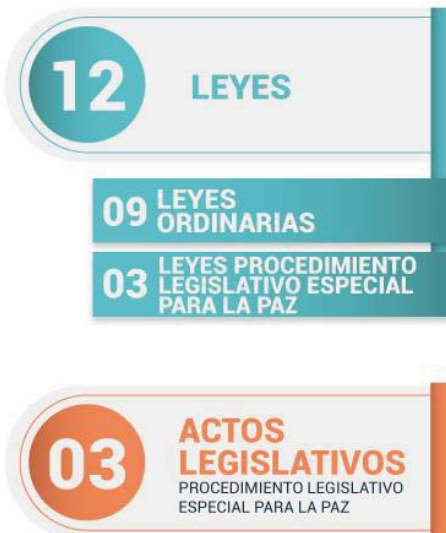 12 LEYES
09 LEYES
ORDINARIAS
03 LEYES PROCEDIMIENTO
LEGISLATIVO ESPECIAL
PARA LA PAZ
03 ACTOS
LEGISLATIVOS
PROCEDIMIENTO LEGISLATIVO
ESPECIAL PARA LA PAZ